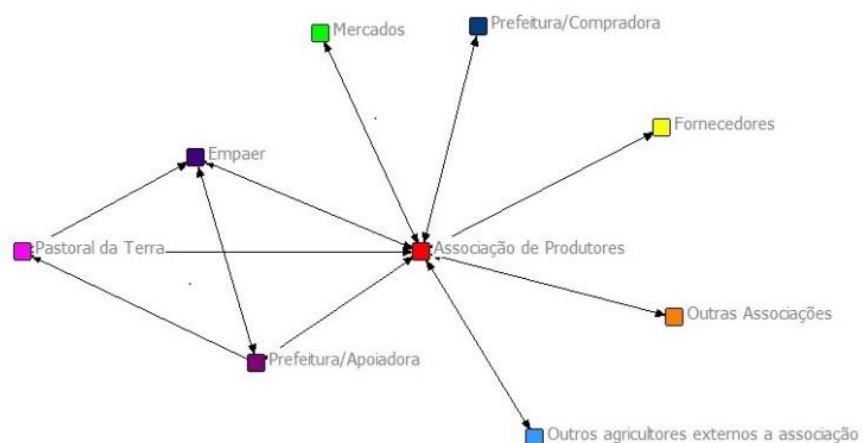 Mercados
Prefeitura/Compradora
Fornecedores
Empaer
Pastoral da Terra
Associação de Produtores
Outras Associações
Prefeitura/Apoiadora
Outros agricultores externos a associação